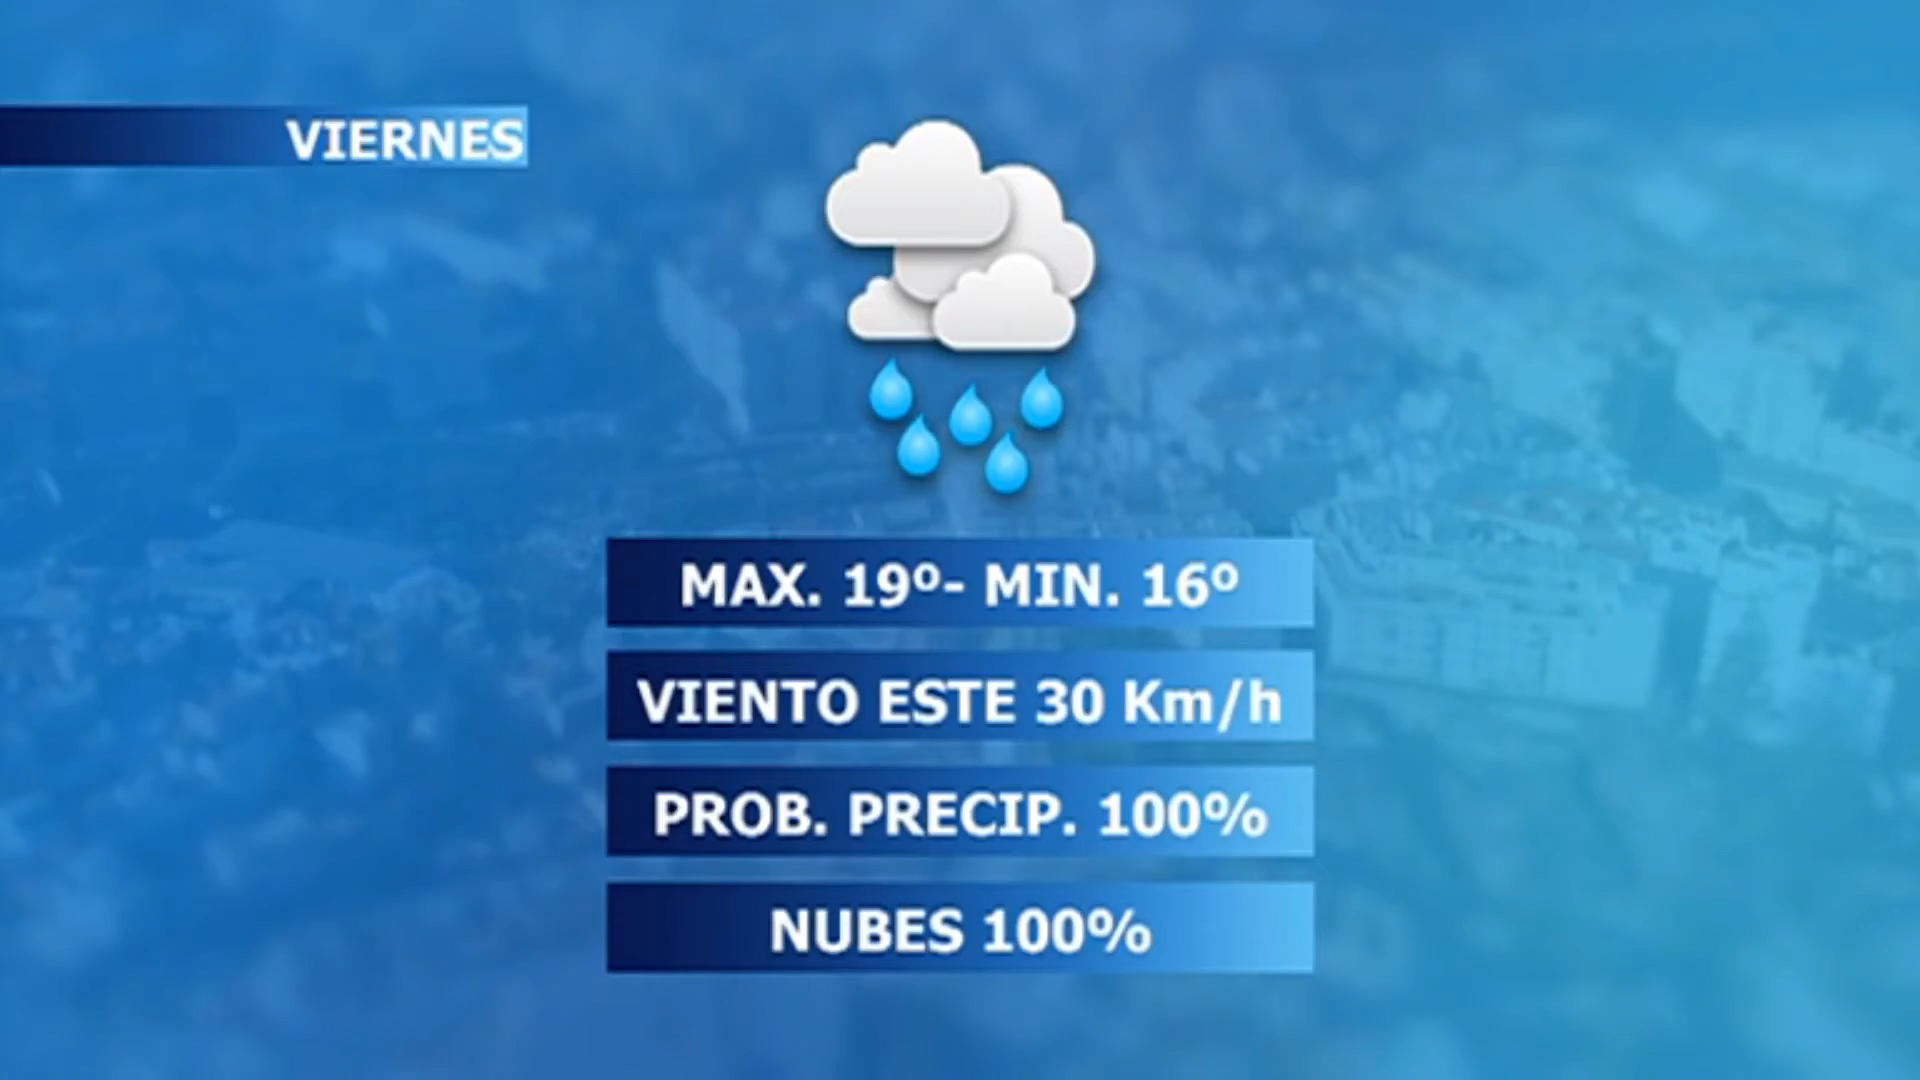 VIERNES
MAX. 19º- MIN. 16º
VIENTO ESTE 30 Km/h
PROB. PRECIP. 100%
NUBES 100%